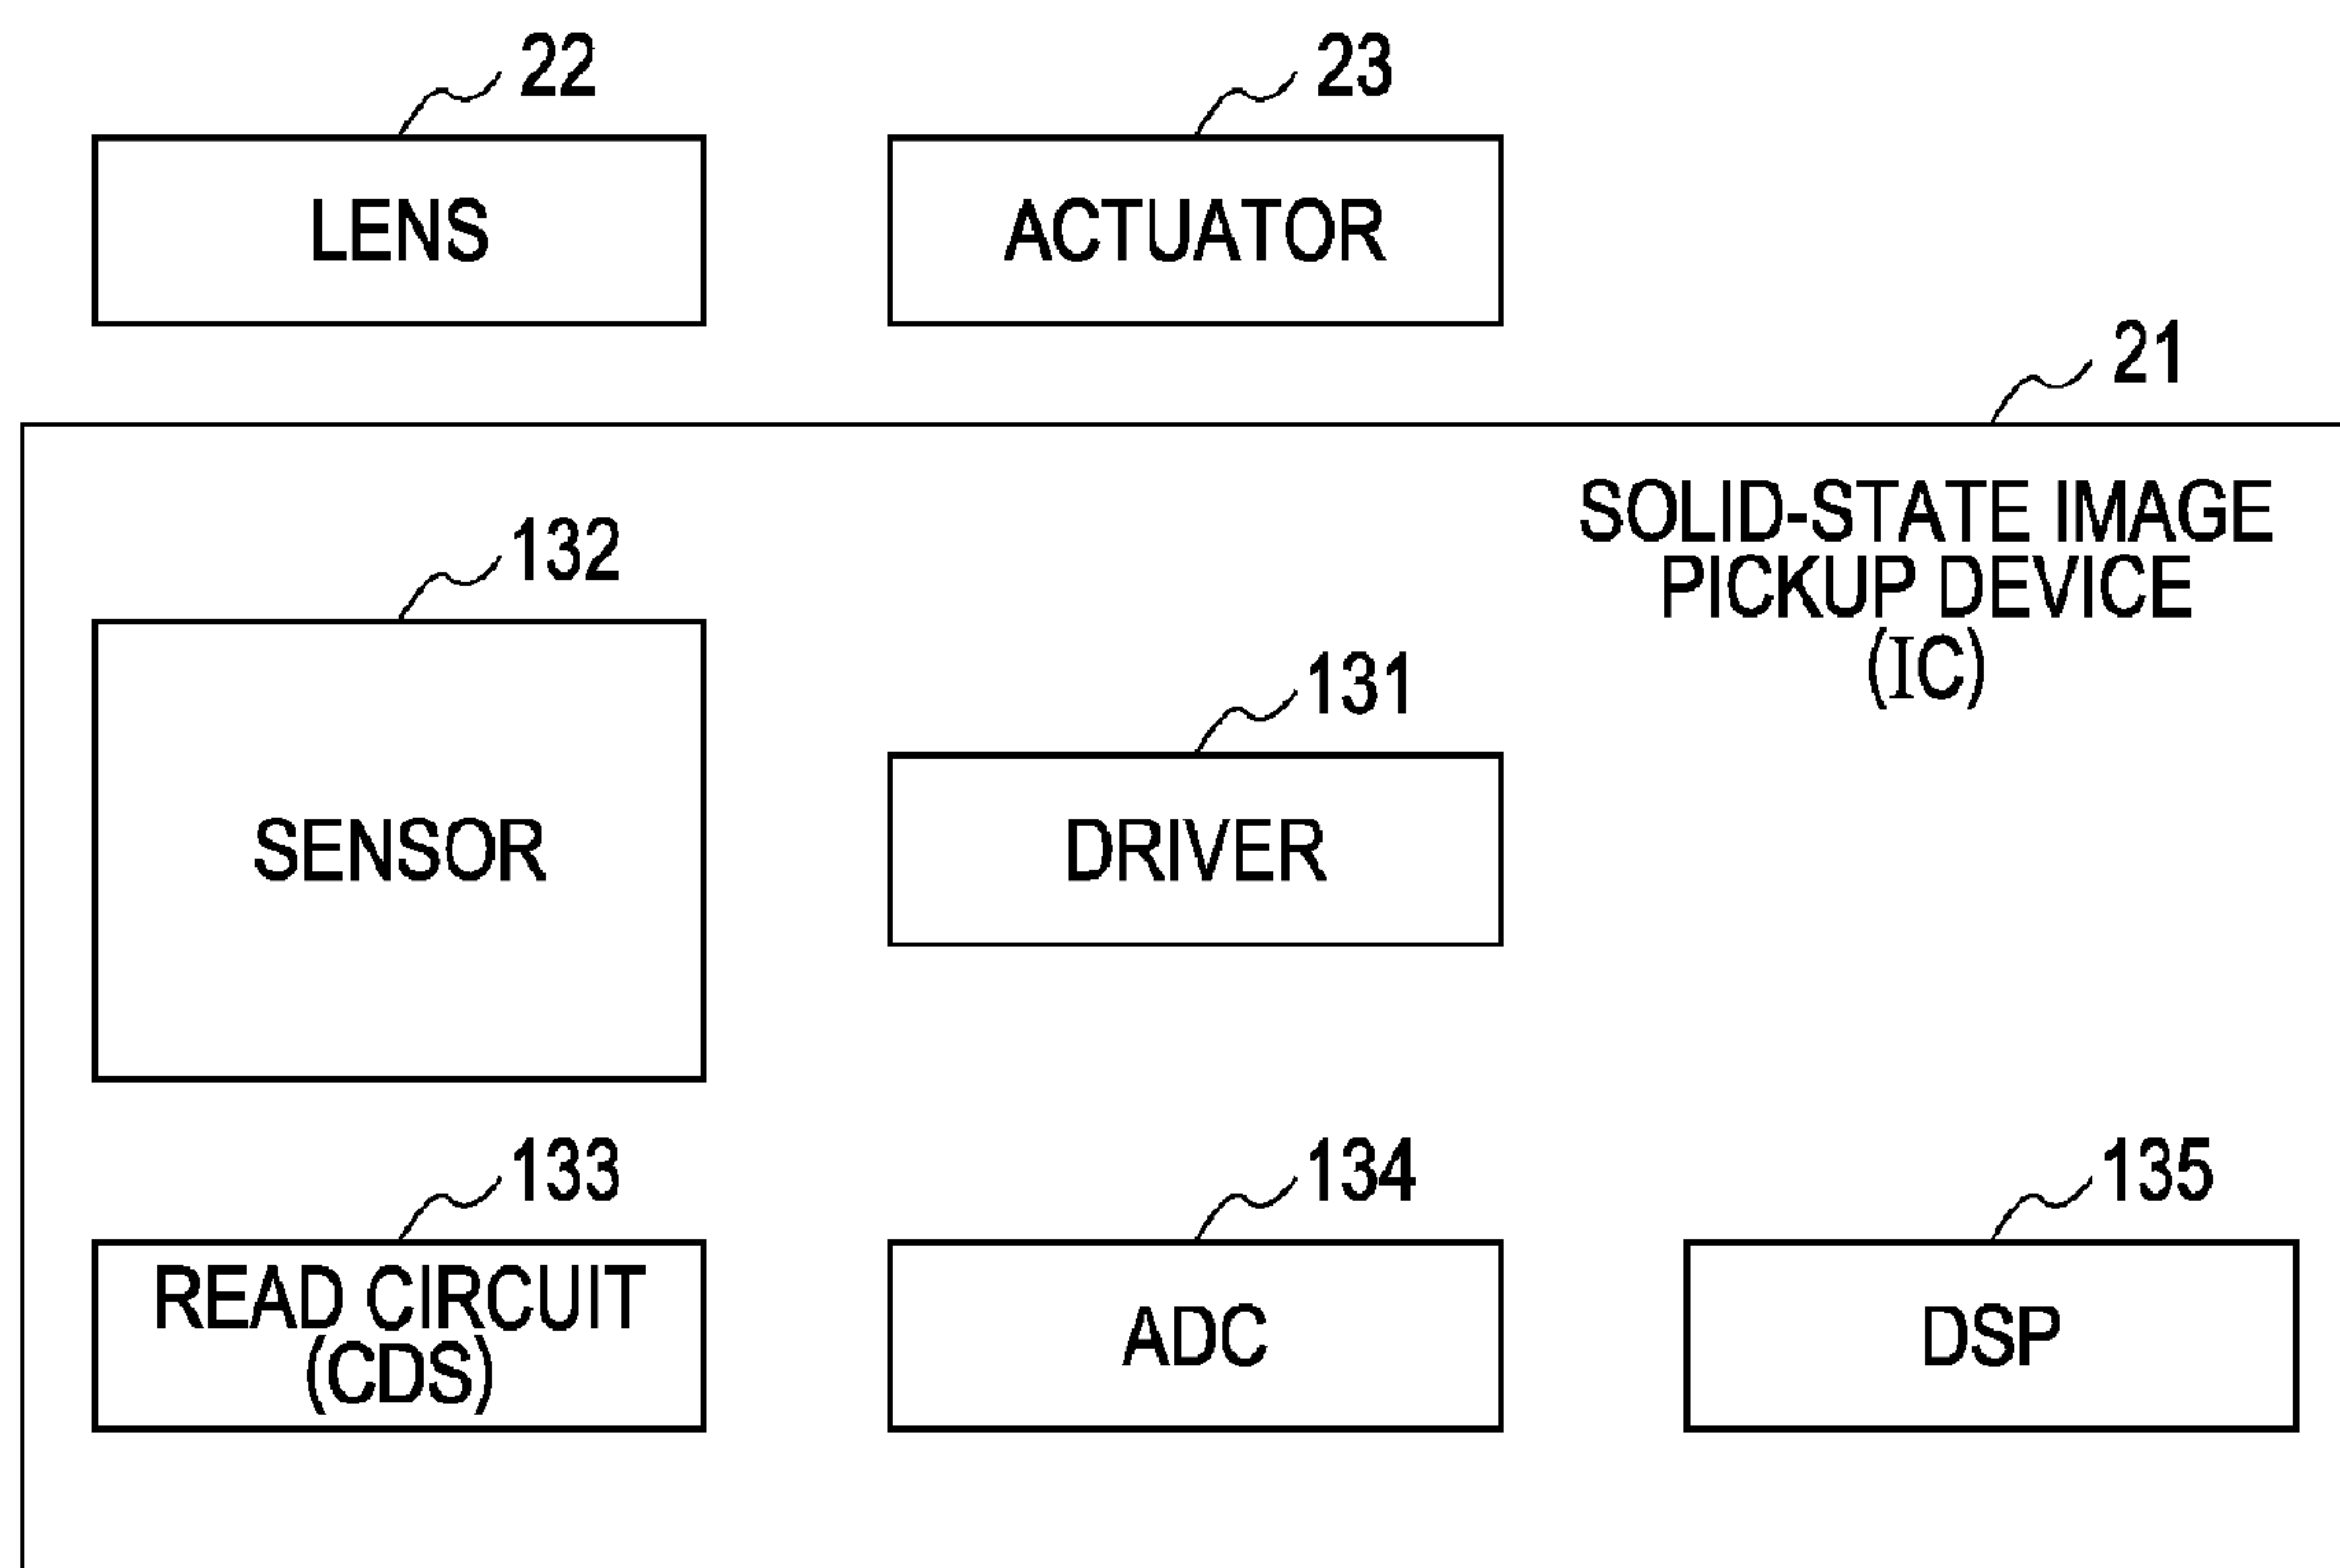 22
23
LENS
ACTUATOR
21
SOLID-STATE IMAGE
PICKUP DEVICE
(IC)
132
131
SENSOR
DRIVER
133
134
135
READ CIRCUIT
(CDS)
ADC
DSP